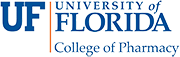 UF UNIVERSITY of
FLORIDA
College of Pharmacy